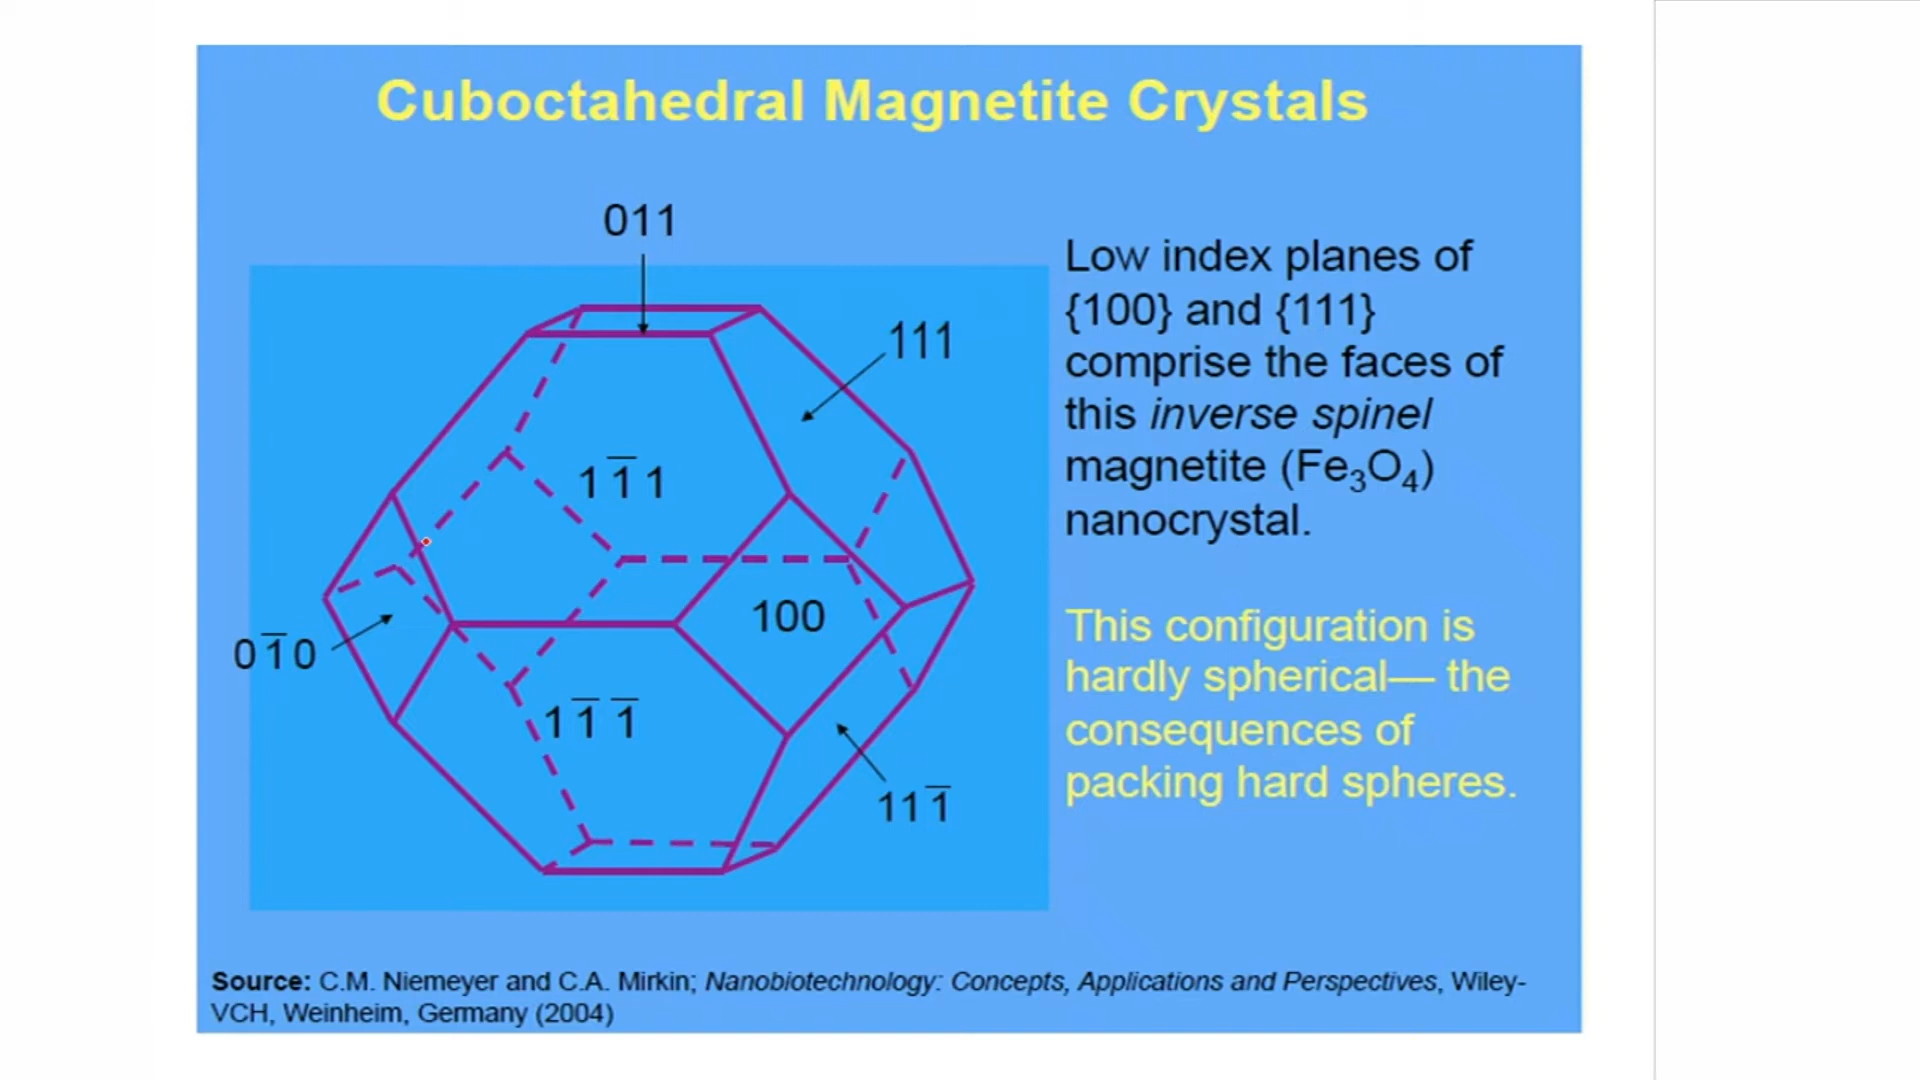 Cuboctahedral Magnetite Crystals
011
111
1 1̅ 1
100
0 1̅ 0
1 1̅ 1̅
1 1 1̅
Low index planes of
{100} and {111}
comprise the faces of
this inverse spinel
magnetite (Fe₃O₄)
nanocrystal.
This configuration is
hardly spherical— the
consequences of
packing hard spheres.
Source: C.M. Niemeyer and C.A. Mirkin; Nanobiotechnology: Concepts, Applications and Perspectives, Wiley-
VCH, Weinheim, Germany (2004)